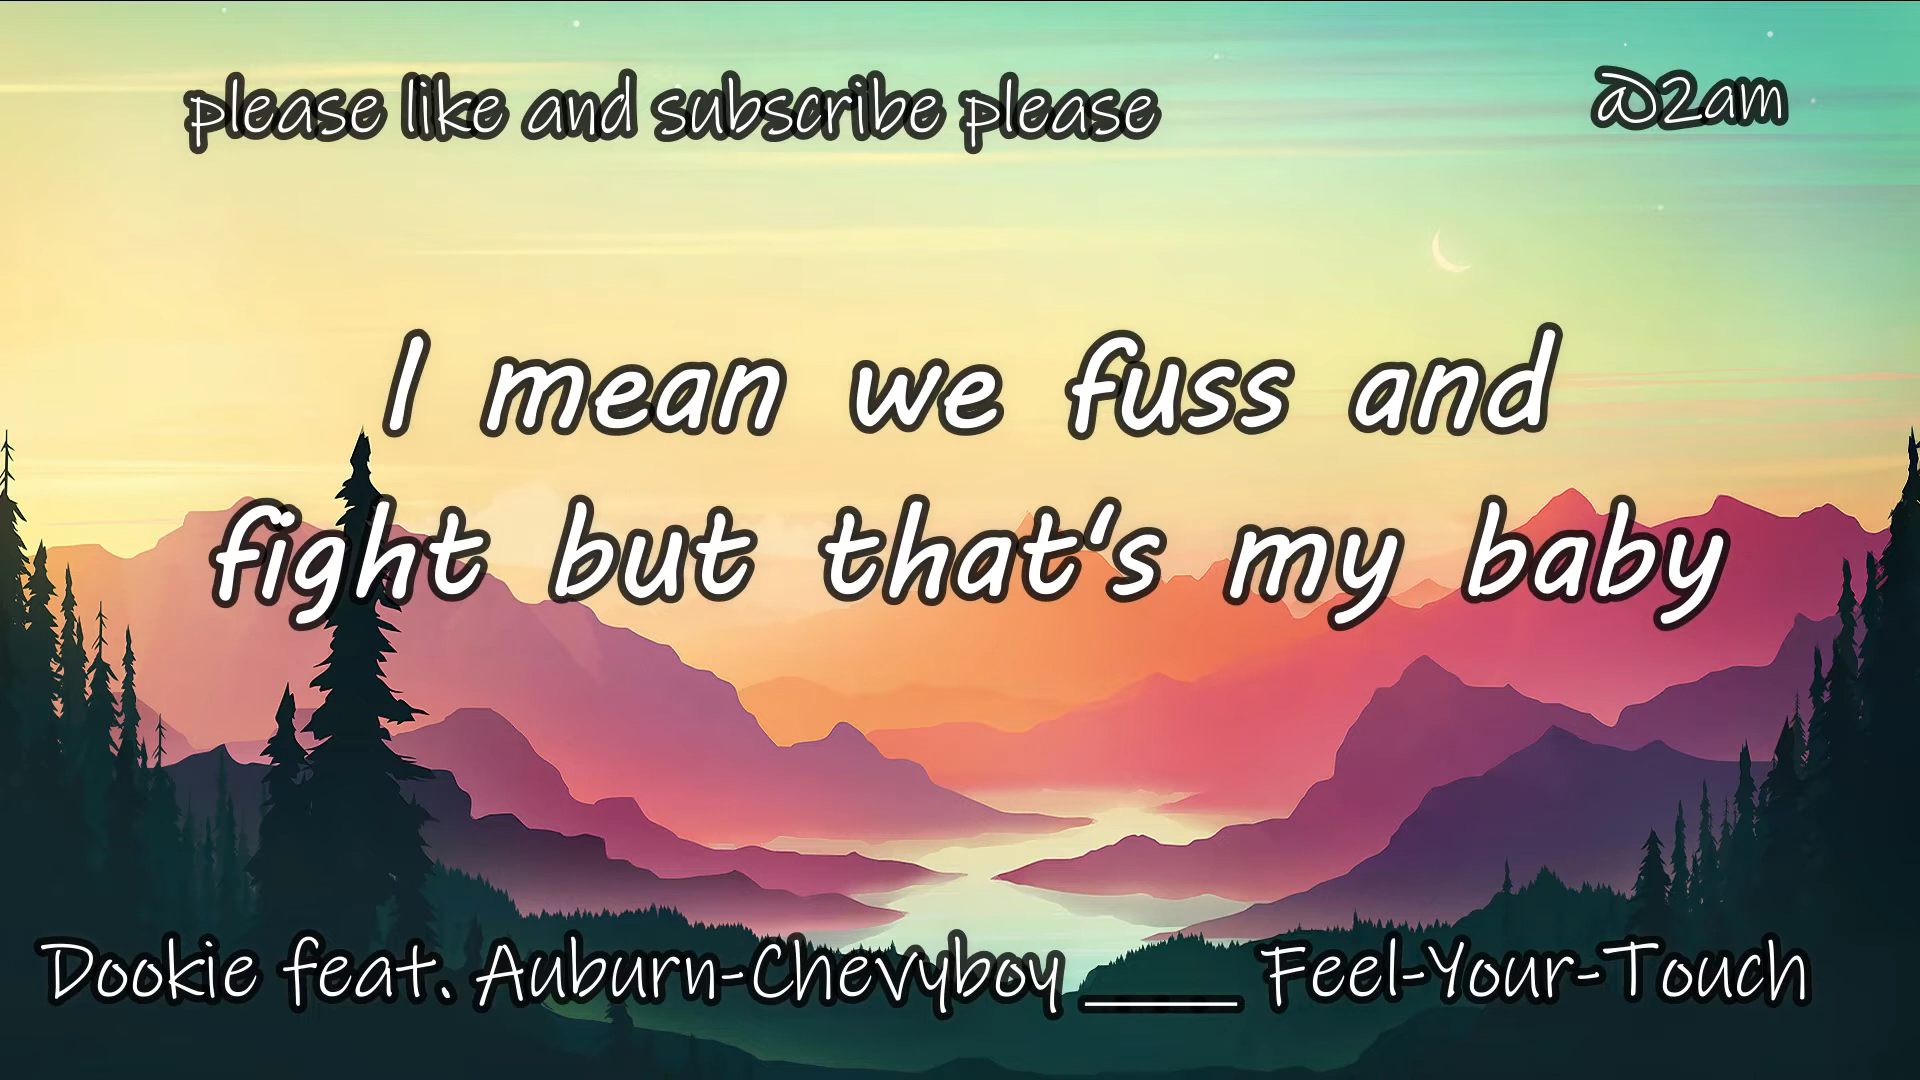 please like and subscribe please
@2am
I mean we fuss and
fight but that's my baby
Dookie feat. Auburn-Chevyboy ____ Feel-Your-Touch